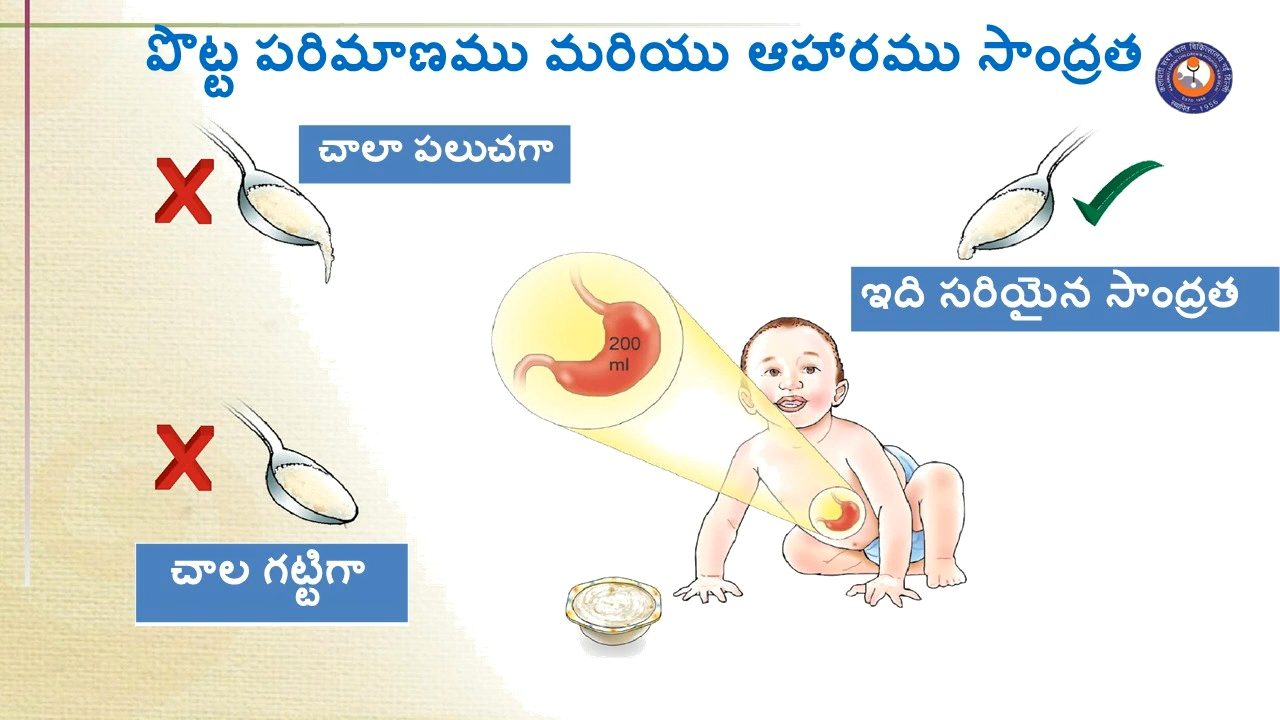 పొట్ట పరిమాణము మరియు ఆహారము సాంద్రత
చాలా పలుచగా
ఇది సరియైన సాంద్రత
200
ml
చాల గట్టిగా